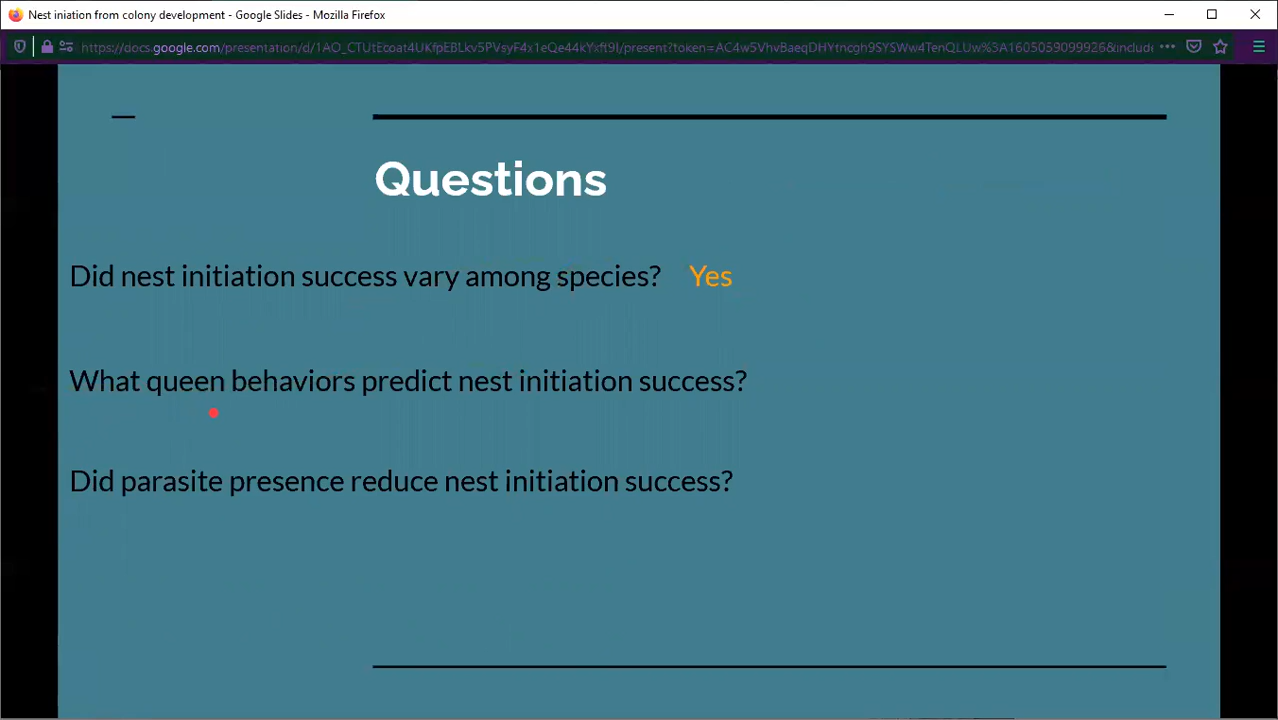 Nest iniation from colony development - Google Slides - Mozilla Firefox
Questions
Did nest initiation success vary among species? Yes
What queen behaviors predict nest initiation success?
Did parasite presence reduce nest initiation success?